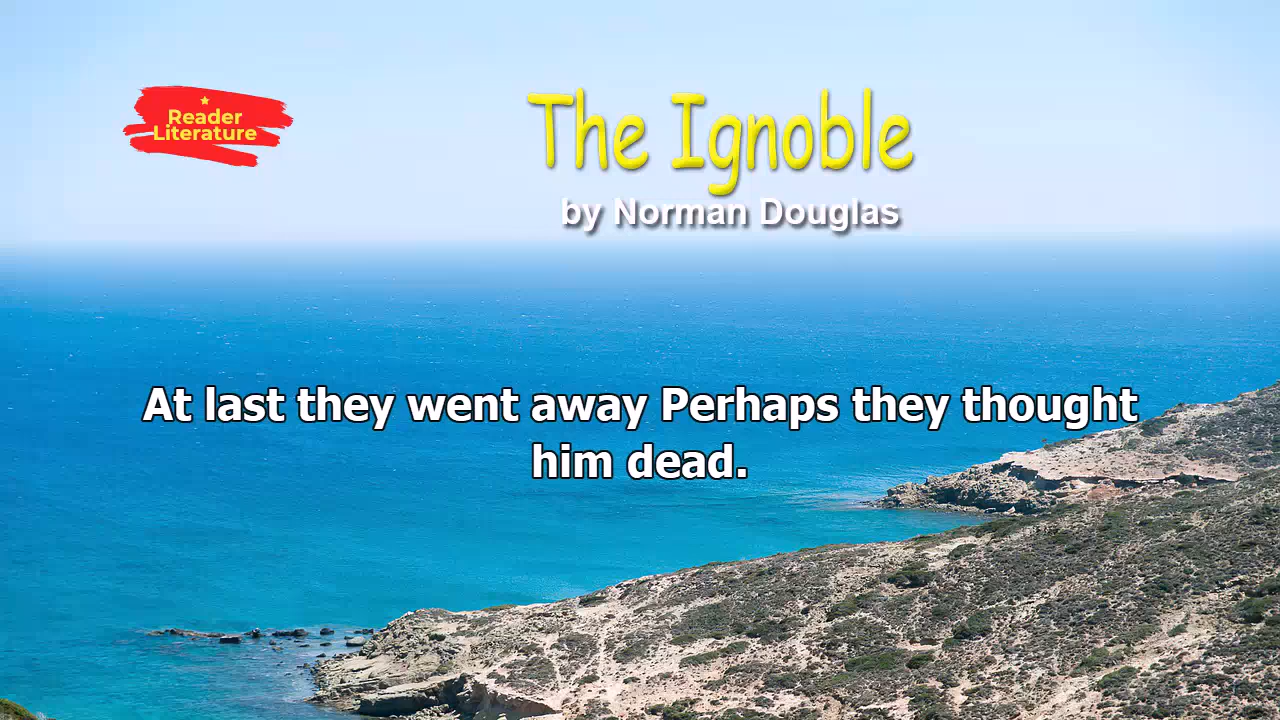 Reader
Literature
The Ignoble
by Norman Douglas
At last they went away Perhaps they thought
him dead.